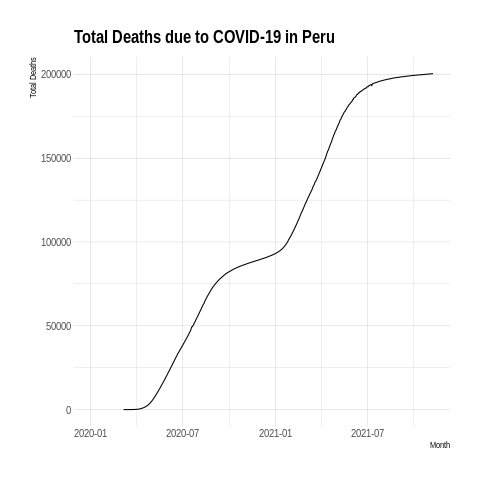 Total Deaths due to COVID-19 in Peru
Total Deaths
200000
150000
100000
50000
0
2020-01 2020-07 2021-01 2021-07
Month